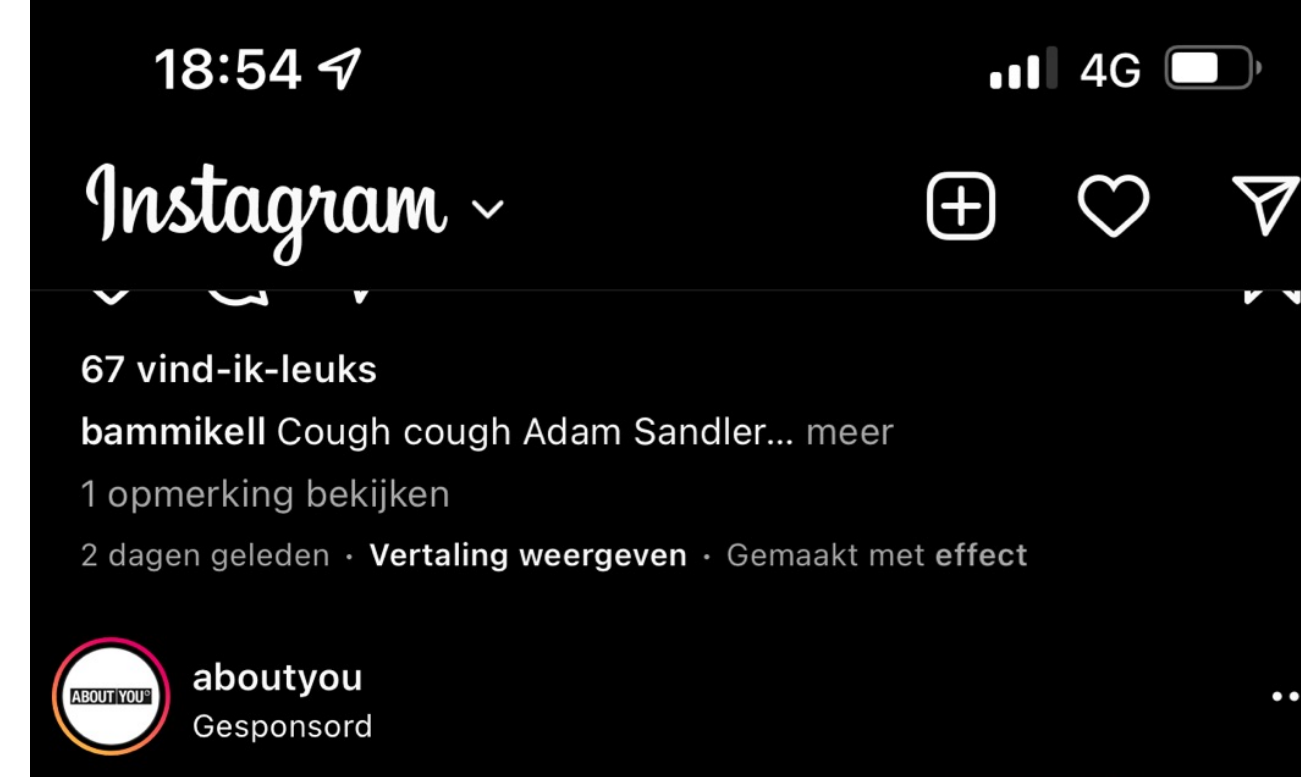 18:54 4G
Instagram
67 vind-ik-leuks
bammikell Cough cough Adam Sandler... meer
1 opmerking bekijken
2 dagen geleden · Vertaling weergeven · Gemaakt met effect
ABOUT|YOU°
aboutyou
Gesponsord